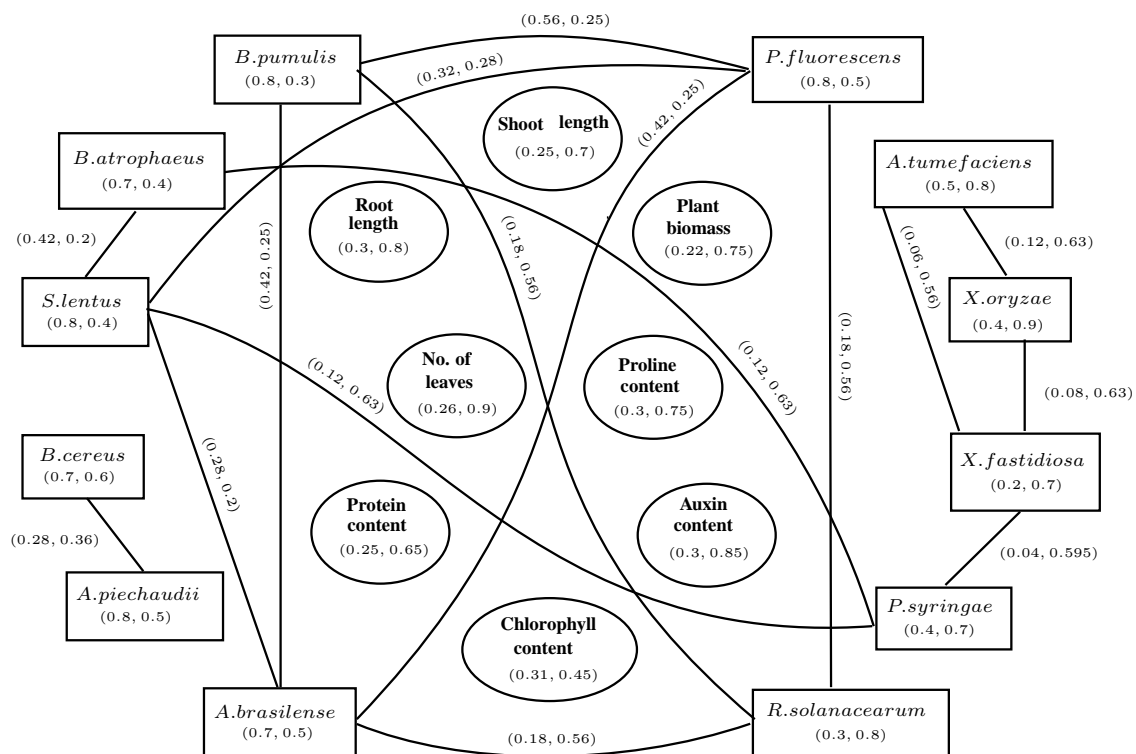 (0.56, 0.25)
B.pumulis
(0.8, 0.3)
P.fluorescens
(0.8, 0.5)
(0.32, 0.28)
(0.42, 0.25)
Shoot length
(0.25, 0.7)
B.atrophaeus
(0.7, 0.4)
A.tumefaciens
(0.5, 0.8)
Root
length
(0.3, 0.8)
Plant
biomass
(0.22, 0.75)
(0.42, 0.2)
(0.42, 0.25)
(0.18, 0.56)
(0.12, 0.63)
(0.06, 0.56)
S.lentus
(0.8, 0.4)
X.oryzae
(0.4, 0.9)
(0.12, 0.63)
No. of
leaves
(0.26, 0.9)
Proline
content
(0.3, 0.75)
(0.12, 0.63)
(0.18, 0.56)
(0.08, 0.63)
B.cereus
(0.7, 0.6)
(0.28, 0.2)
X.fastidiosa
(0.2, 0.7)
Protein
content
(0.25, 0.65)
Auxin
content
(0.3, 0.85)
(0.28, 0.36)
(0.04, 0.595)
A.piechaudii
(0.8, 0.5)
P.syringae
(0.4, 0.7)
Chlorophyll
content
(0.31, 0.45)
A.brasilense
(0.7, 0.5)
(0.18, 0.56)
R.solanacearum
(0.3, 0.8)